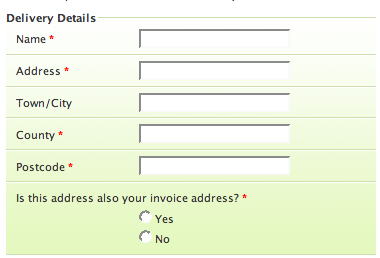 Delivery Details
Name *
Address *
Town/City
County *
Postcode *
Is this address also your invoice address? *
Yes
No